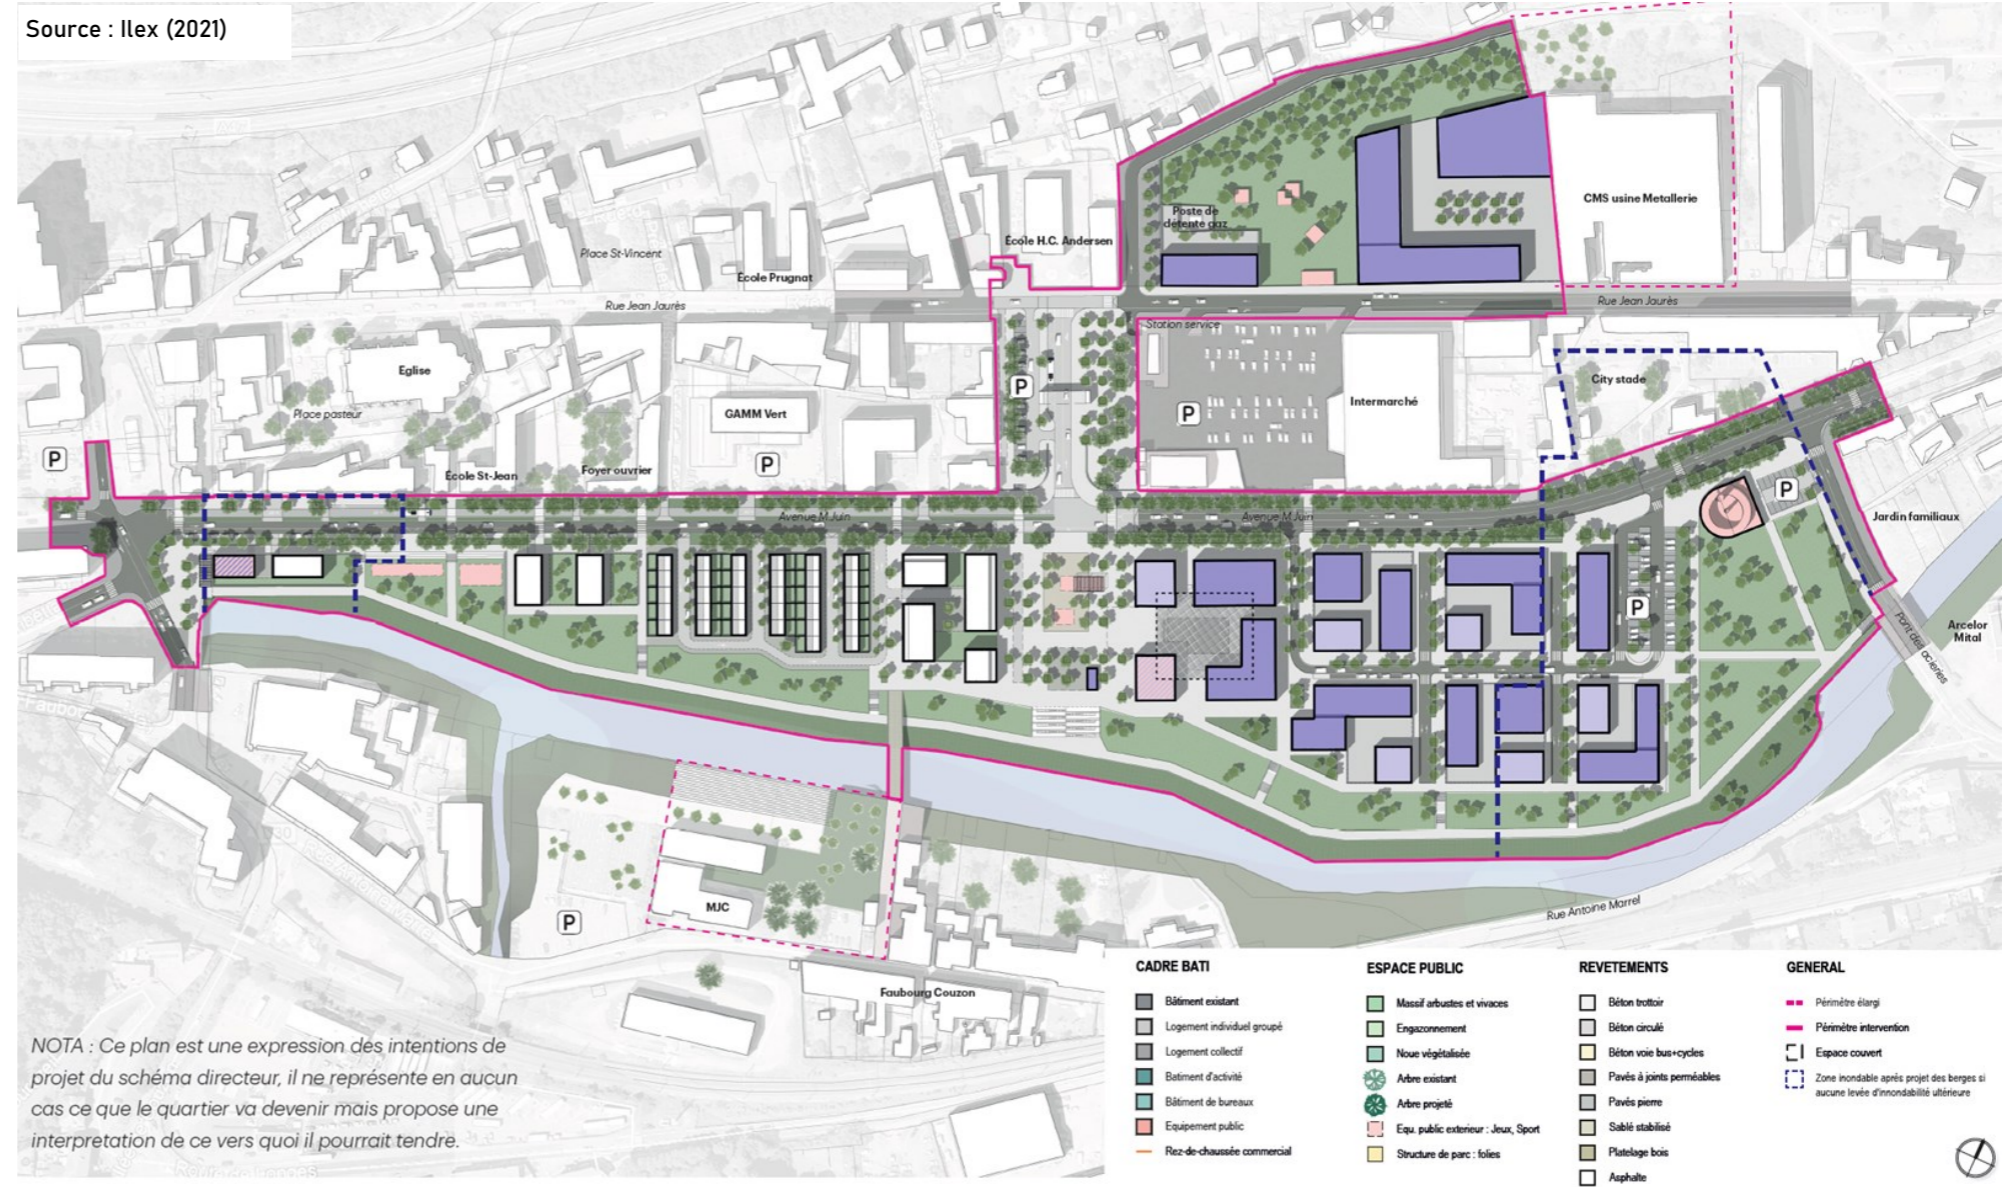 Source : Ilex (2021)
CMS usine Metallerie
Poste de
détente gaz
École H.C. Andersen
Place St-Vincent
École Prugnat
Rue Jean Jaurès
Rue Jean Jaurès
Station service
Eglise
City stade
P
Intermarché
Place pasteur
GAMM Vert
P
P
P
École St-Jean
Foyer ouvrier
P
Avenue M.Juin
Avenue M.Juin
Jardin familiaux
P
Arcelor
Mital
Pont des acieries
MJC
P
Rue Antoine Marrel
Faubourg Couzon
NOTA : Ce plan est une expression des intentions de
projet du schéma directeur, il ne représente en aucun
cas ce que le quartier va devenir mais propose une
interpretation de ce vers quoi il pourrait tendre.
CADRE BATI
Bâtiment existant
Logement individuel groupé
Logement collectif
Batiment d'activité
Bâtiment de bureaux
Equipement public
Rez-de-chaussée commercial
ESPACE PUBLIC
Massif arbustes et vivaces
Engazonnement
Noue végétalisée
Arbre existant
Arbre projeté
Equ. public exterieur : Jeux, Sport
Structure de parc : folies
REVETEMENTS
Béton trottoir
Béton circulé
Béton voie bus+cycles
Pavés à joints perméables
Pavés pierre
Sablé stabilisé
Platelage bois
Asphalte
GENERAL
Périmètre élargi
Périmètre intervention
Espace couvert
Zone inondable après projet des berges si
aucune levée d'innondabilité ultérieure